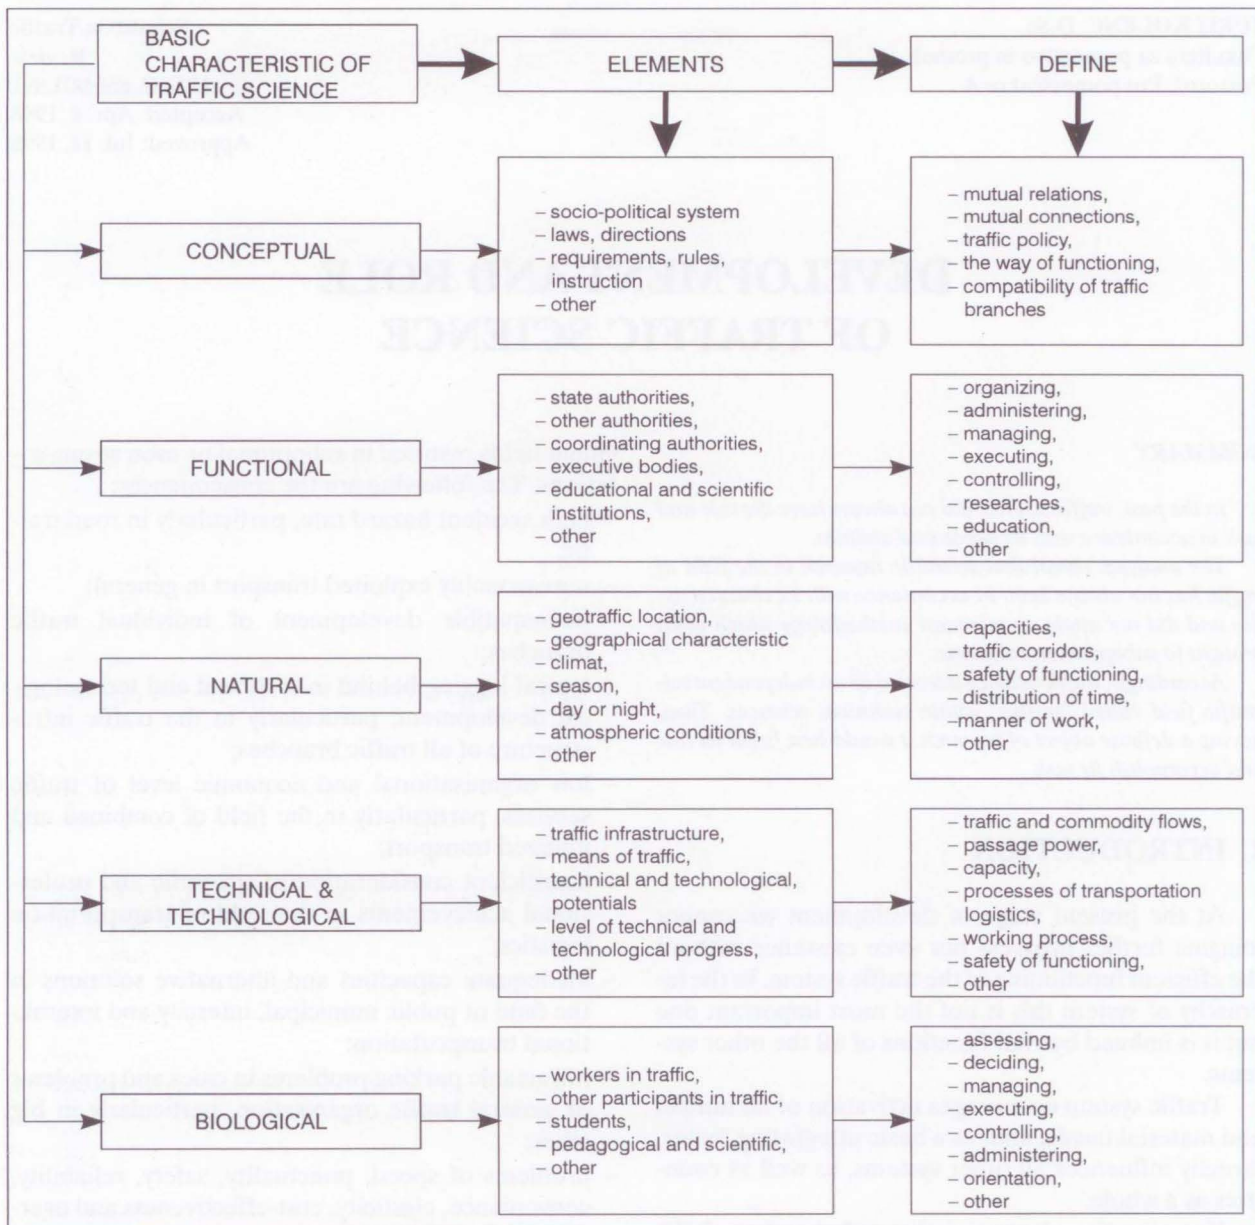 BASIC
CHARACTERISTIC OF
TRAFFIC SCIENCE
ELEMENTS
DEFINE
CONCEPTUAL
– socio-political system
– laws, directions
– requirements, rules,
instruction
– other
– mutual relations,
– mutual connections,
– traffic policy,
– the way of functioning,
– compatibility of traffic
branches
FUNCTIONAL
– state authorities,
– other authorities,
– coordinating authorities,
– executive bodies,
– educational and scientific
institutions,
– other
– organizing,
– administering,
– managing,
– executing,
– controlling,
– researches,
– education,
– other
NATURAL
– geotraffic location,
– geographical characteristic
– climat,
– season,
– day or night,
– atmospheric conditions,
– other
– capacities,
– traffic corridors,
– safety of functioning,
– distribution of time,
– manner of work,
– other
TECHNICAL &
TECHNOLOGICAL
– traffic infrastructure,
– means of traffic,
– technical and technological,
potentials
– level of technical and
technological progress,
– other
– traffic and commodity flows,
– passage power,
– capacity,
– processes of transportation
logistics,
– working process,
– safety of functioning,
– other
BIOLOGICAL
– workers in traffic,
– other participants in traffic,
– students,
– pedagogical and scientific,
– other
– assessing,
– deciding,
– managing,
– executing,
– controlling,
– administering,
– orientation,
– other